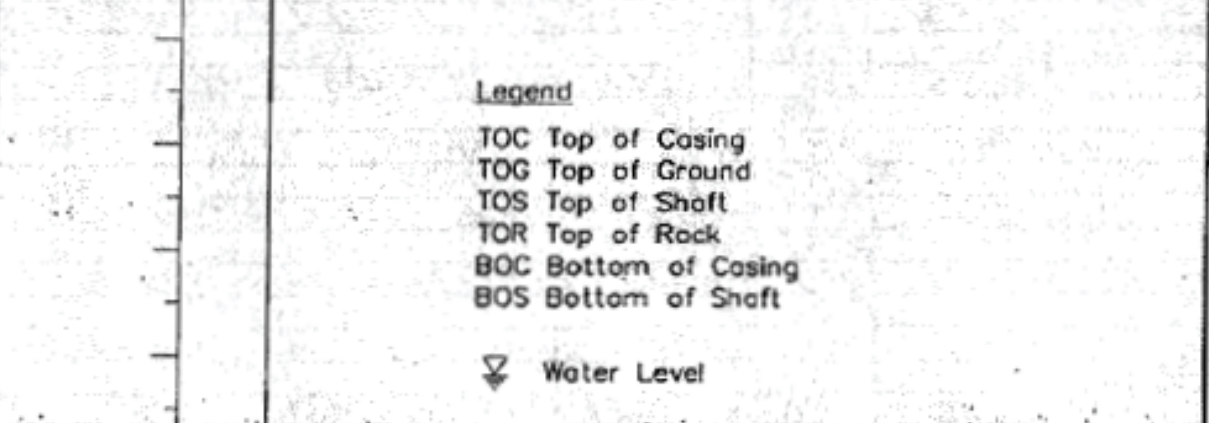 Legend
TOC Top of Casing
TOG Top of Ground
TOS Top of Shaft
TOR Top of Rock
BOC Bottom of Casing
BOS Bottom of Shaft
Water Level